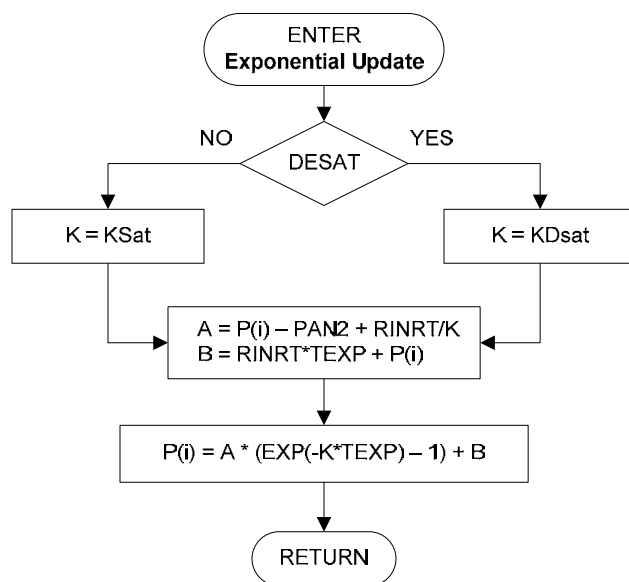 ENTER
Exponential Update
NO
YES
DESAT
K = KSat
K = KDsat
A = P(i) – PAN2 + RINRT/K
B = RINRT*TEXP + P(i)
P(i) = A * (EXP(-K*TEXP) – 1) + B
RETURN